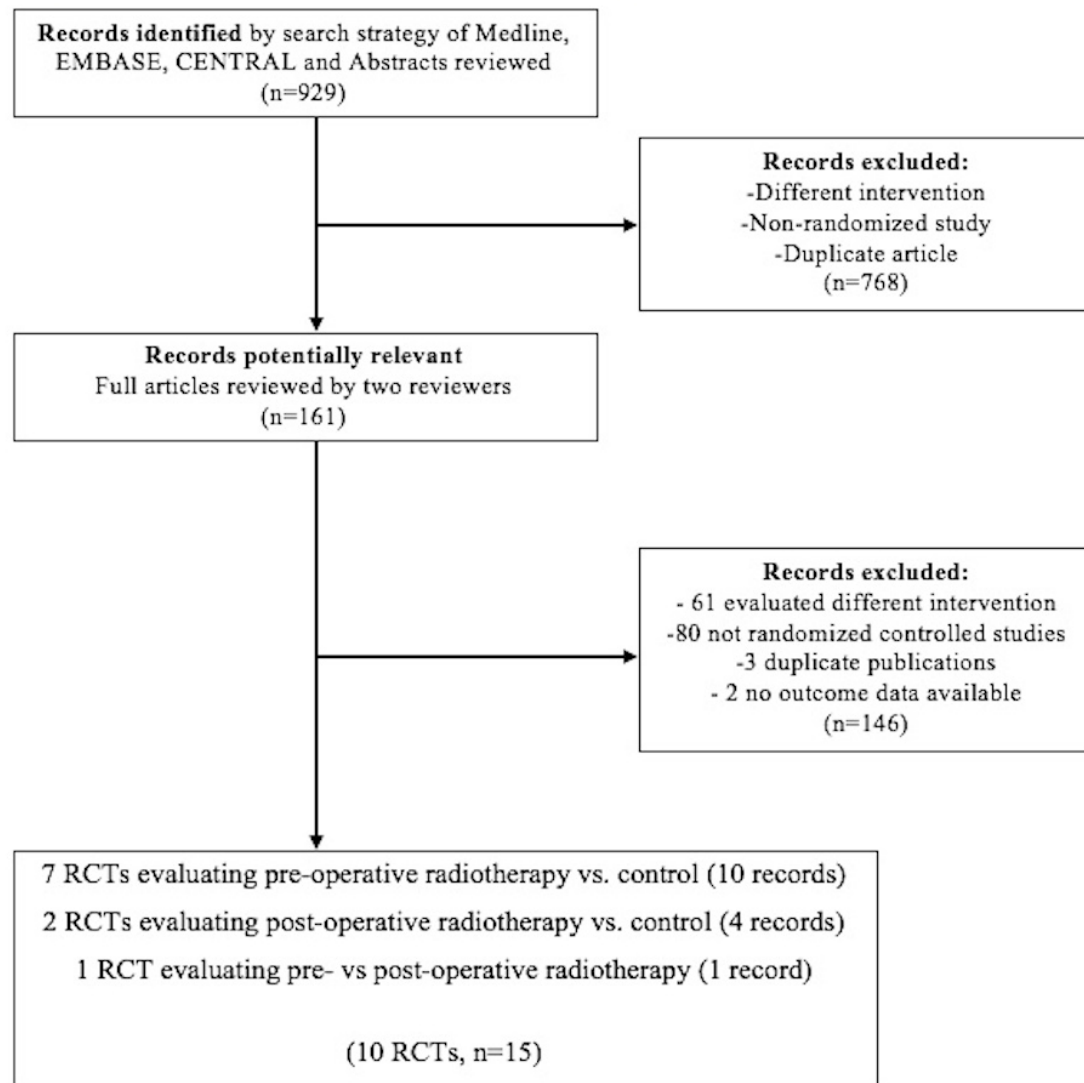 Records identified by search strategy of Medline,
EMBASE, CENTRAL and Abstracts reviewed
(n=929)
Records excluded:
-Different intervention
-Non-randomized study
-Duplicate article
(n=768)
Records potentially relevant
Full articles reviewed by two reviewers
(n=161)
Records excluded:
- 61 evaluated different intervention
-80 not randomized controlled studies
-3 duplicate publications
- 2 no outcome data available
(n=146)
7 RCTs evaluating pre-operative radiotherapy vs. control (10 records)
2 RCTs evaluating post-operative radiotherapy vs. control (4 records)
1 RCT evaluating pre- vs post-operative radiotherapy (1 record)
(10 RCTs, n=15)